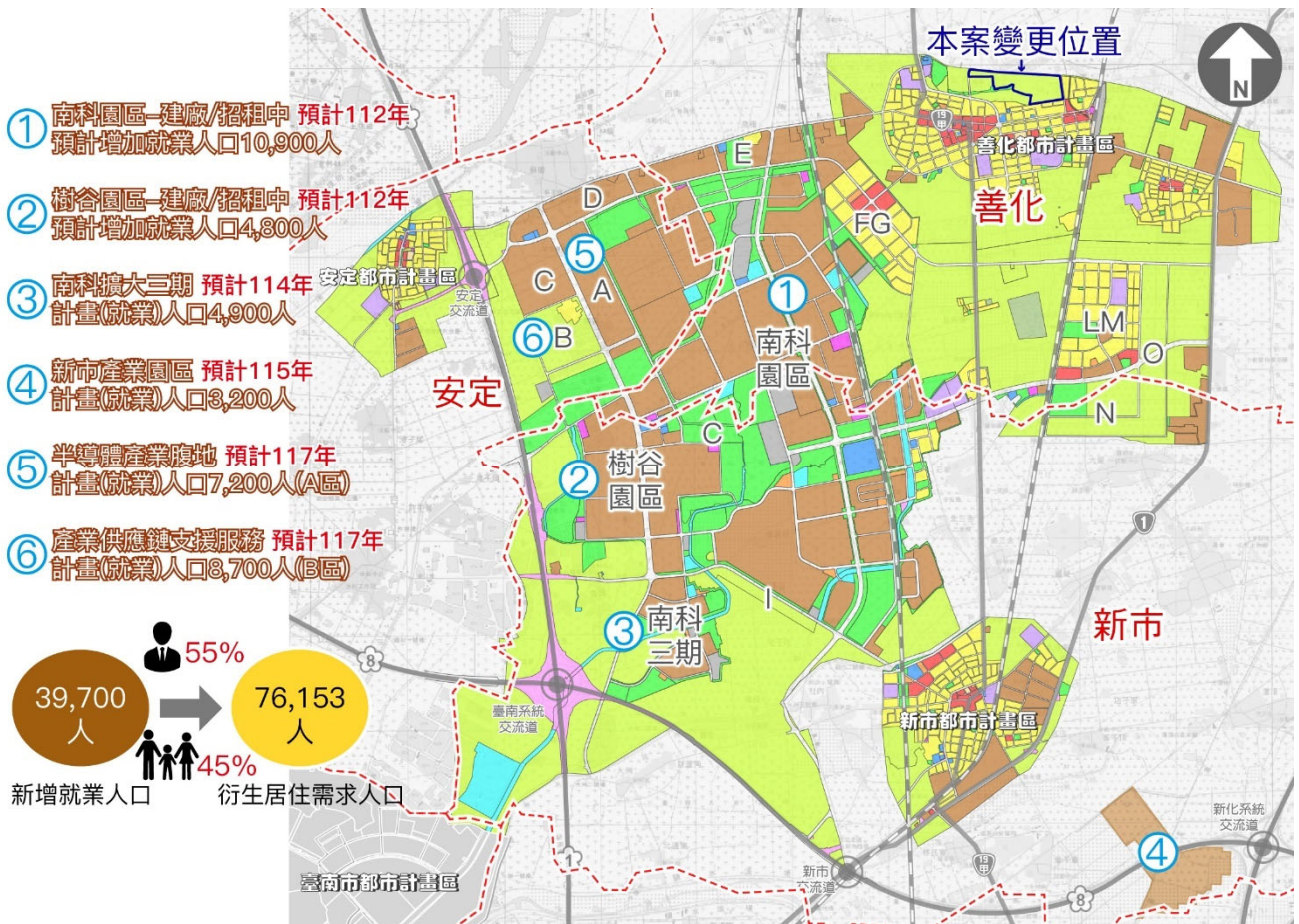 ① 南科園區–建廠/招租中 預計112年
預計增加就業人口10,900人
② 樹谷園區–建廠/招租中 預計112年
預計增加就業人口4,800人
③ 南科擴大三期 預計114年
計畫(就業)人口4,900人
④ 新市產業園區 預計115年
計畫(就業)人口3,200人
⑤ 半導體產業腹地 預計117年
計畫(就業)人口7,200人(A區)
⑥ 產業供應鏈支援服務 預計117年
計畫(就業)人口8,700人(B區)
55%
39,700
人
76,153
人
45%
新增就業人口
衍生居住需求人口
本案變更位置
N
19甲
善化都市計畫區
善化
E
D
FG
⑤
C
A
①
安定都市計畫區
安定
交流道
⑥
B
南科
園區
LM
O
安定
N
C
②
樹谷
園區
1
I
③
南科
三期
新市
8
臺南系統
交流道
新市都市計畫區
新化系統
交流道
④
新市
交流道
19甲
8
1
臺南市都市計畫區